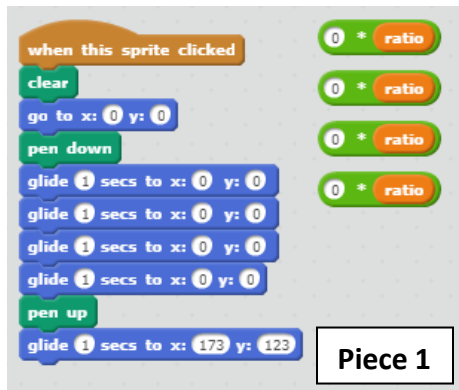 when this sprite clicked
clear
go to x: 0 y: 0
pen down
glide 1 secs to x: 0 y: 0
glide 1 secs to x: 0 y: 0
glide 1 secs to x: 0 y: 0
glide 1 secs to x: 0 y: 0
pen up
glide 1 secs to x: 173 y: 123
0 * ratio
0 * ratio
0 * ratio
0 * ratio
Piece 1